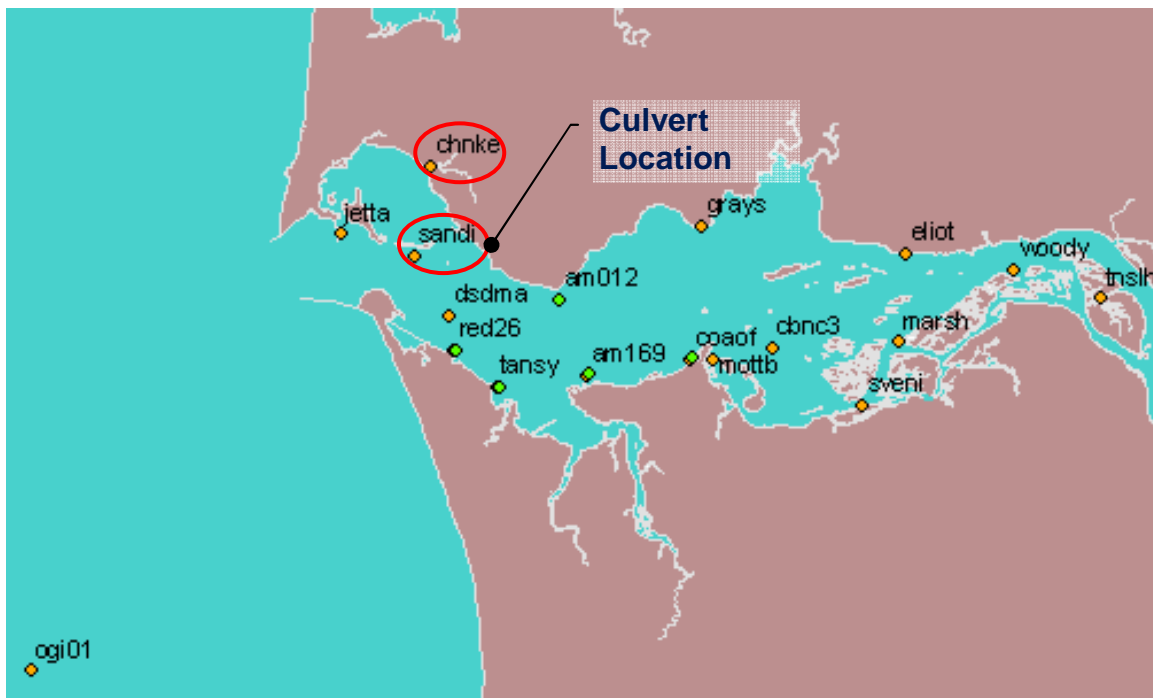 Culvert
Location
chnke
jetta
sandi
grays
eliot
woody
tnslh
am012
dsdma
red26
coaof
cbnc3
marsh
mottb
am169
tansy
sveni
ogi01